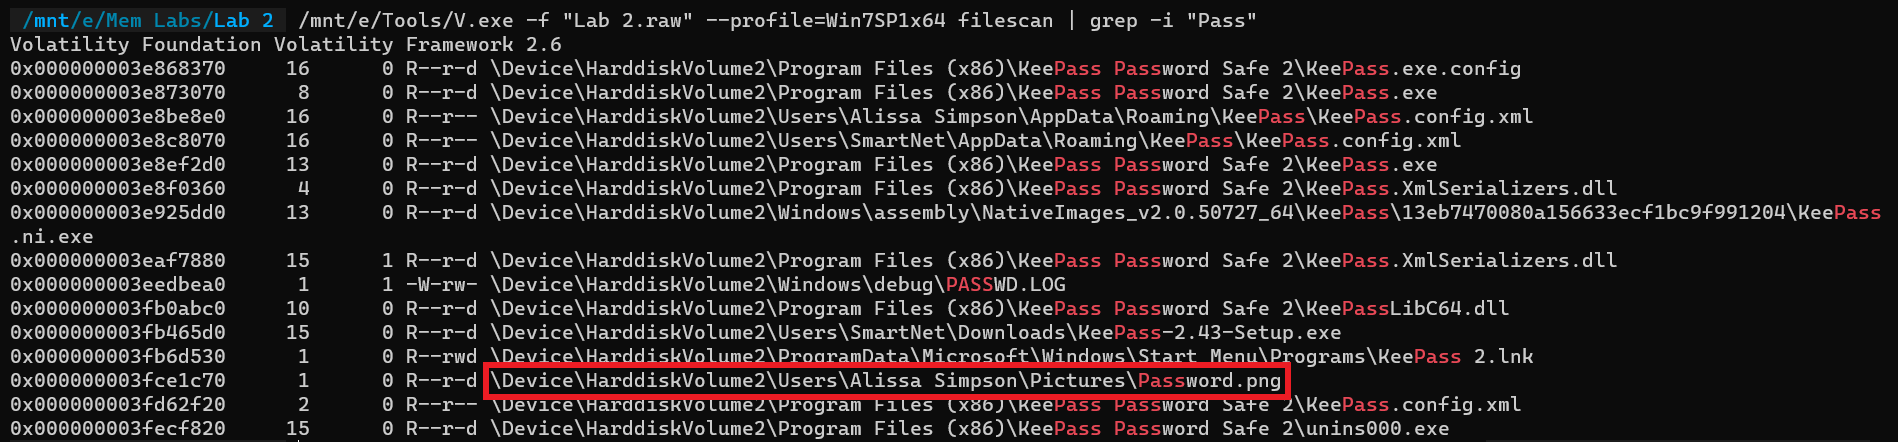 /mnt/e/Mem Labs/Lab 2  /mnt/e/Tools/V.exe -f "Lab 2.raw" --profile=Win7SP1x64 filescan | grep -i "Pass"
Volatility Foundation Volatility Framework 2.6
0x000000003e868370     16      0 R--r-d \Device\HarddiskVolume2\Program Files (x86)\KeePass Password Safe 2\KeePass.exe.config
0x000000003e873070      8      0 R--r-d \Device\HarddiskVolume2\Program Files (x86)\KeePass Password Safe 2\KeePass.exe
0x000000003e8be8e0     16      0 R--r-- \Device\HarddiskVolume2\Users\Alissa Simpson\AppData\Roaming\KeePass\KeePass.config.xml
0x000000003e8c8070     16      0 R--r-- \Device\HarddiskVolume2\Users\SmartNet\AppData\Roaming\KeePass\KeePass.config.xml
0x000000003e8ef2d0     13      0 R--r-d \Device\HarddiskVolume2\Program Files (x86)\KeePass Password Safe 2\KeePass.exe
0x000000003e8f0360      4      0 R--r-d \Device\HarddiskVolume2\Program Files (x86)\KeePass Password Safe 2\KeePass.XmlSerializers.dll
0x000000003e925dd0     13      0 R--r-d \Device\HarddiskVolume2\Windows\assembly\NativeImages_v2.0.50727_64\KeePass\13eb7470080a156633ecf1bc9f991204\KeePass
.ni.exe
0x000000003eaf7880     15      1 R--r-d \Device\HarddiskVolume2\Program Files (x86)\KeePass Password Safe 2\KeePass.XmlSerializers.dll
0x000000003eedbea0      1      1 -W-rw- \Device\HarddiskVolume2\Windows\debug\PASSWD.LOG
0x000000003fb0abc0     10      0 R--r-d \Device\HarddiskVolume2\Program Files (x86)\KeePass Password Safe 2\KeePassLibC64.dll
0x000000003fb465d0     15      0 R--r-d \Device\HarddiskVolume2\Users\SmartNet\Downloads\KeePass-2.43-Setup.exe
0x000000003fb6d530      1      0 R--rwd \Device\HarddiskVolume2\ProgramData\Microsoft\Windows\Start Menu\Programs\KeePass 2.lnk
0x000000003fce1c70      1      0 R--r-d \Device\HarddiskVolume2\Users\Alissa Simpson\Pictures\Password.png
0x000000003fd62f20      2      0 R--r-- \Device\HarddiskVolume2\Program Files (x86)\KeePass Password Safe 2\KeePass.config.xml
0x000000003fecf820     15      0 R--r-d \Device\HarddiskVolume2\Program Files (x86)\KeePass Password Safe 2\unins000.exe